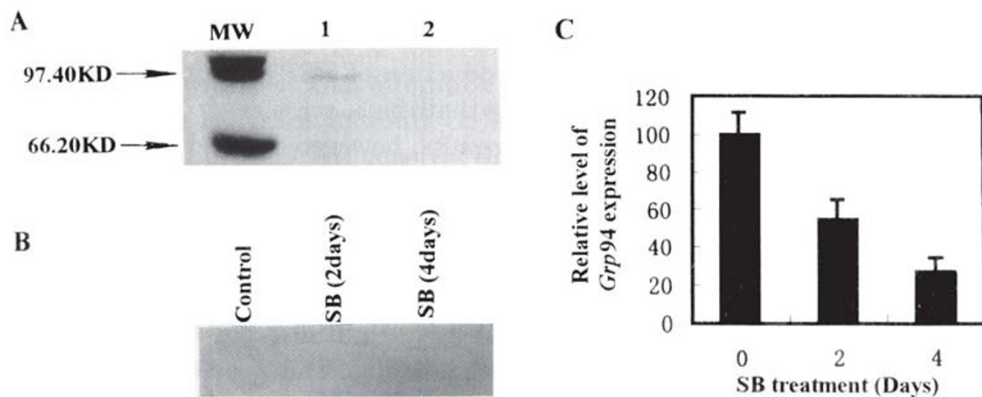 A
MW 1 2
97.40KD
66.20KD
B
Control
SB (2days)
SB (4days)
C
Relative level of
Grp94 expression
120
100
80
60
40
20
0
0 2 4
SB treatment (Days)